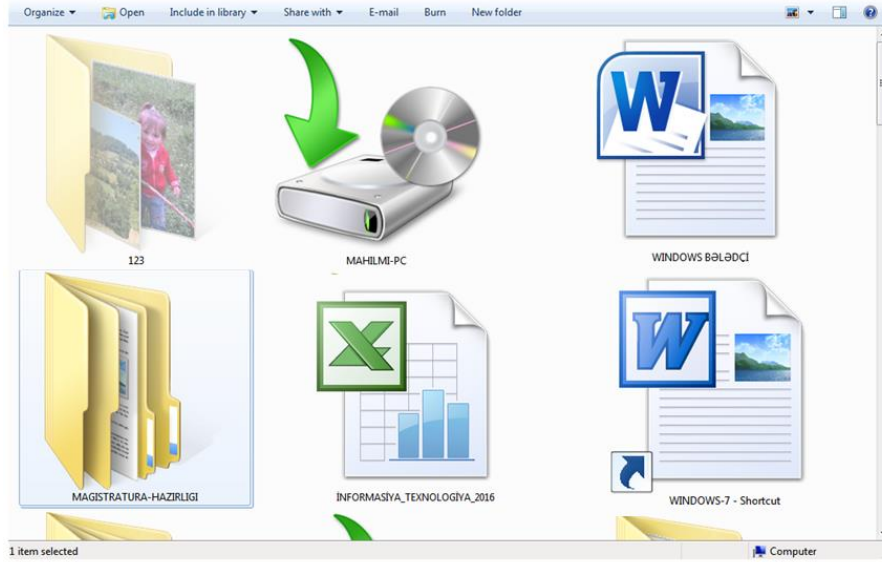 Organize Open Include in library Share with E-mail Burn New folder
123
MAHILMI-PC
WINDOWS BƏLƏDÇİ
MAGISTRATURA-HAZIRLIGI
İNFORMASİYA_TEXNOLOGİYA_2016
WINDOWS-7 - Shortcut
1 item selected
Computer